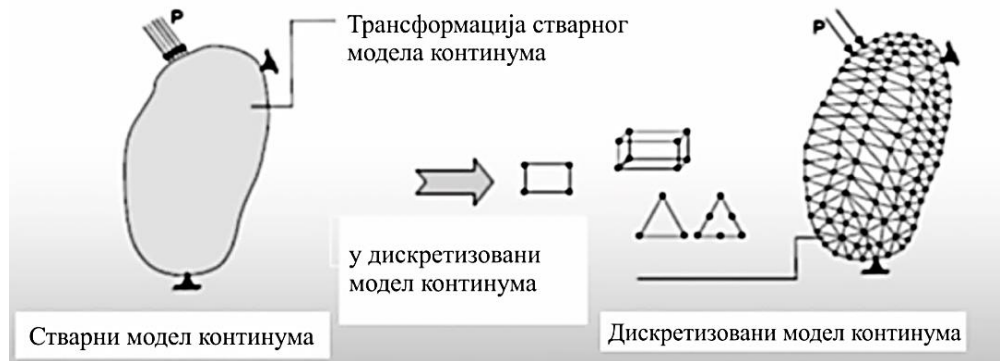 P
Трансформација стварног
модела континума
P
у дискретизовани
модел континума
Стварни модел континума
Дискретизовани модел континума